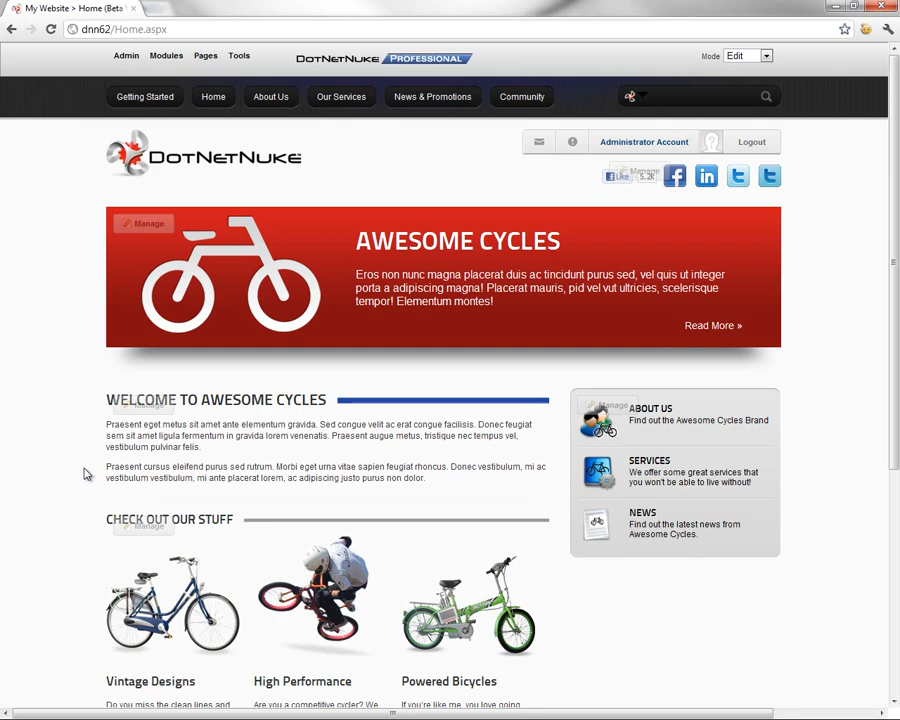 My Website > Home (Beta
dnn62/Home.aspx
Admin Modules Pages Tools
DOTNETNUKE PROFESSIONAL
Mode Edit
Getting Started Home About Us Our Services News & Promotions Community
DOTNETNUKE
Administrator Account Logout
Manage
Like 5.2k
Manage
AWESOME CYCLES
Eros non nunc magna placerat duis ac tincidunt purus sed, vel quis ut integer
porta a adipiscing magna! Placerat mauris, pid vel vut ultricies, scelerisque
tempor! Elementum montes!
Read More »
WELCOME TO AWESOME CYCLES
Manage
Praesent eget metus sit amet ante elementum gravida. Sed congue velit ac erat congue facilisis. Donec feugiat
sem sit amet ligula fermentum in gravida lorem venenatis. Praesent augue metus, tristique nec tempus vel,
vestibulum pulvinar felis.
Praesent cursus eleifend purus sed rutrum. Morbi eget urna vitae sapien feugiat rhoncus. Donec vestibulum, mi ac
vestibulum vestibulum, mi ante placerat lorem, ac adipiscing justo purus non dolor.
CHECK OUT OUR STUFF
Manage
Vintage Designs
Do you miss the clean lines and
High Performance
Are you a competitive cycler? We
Powered Bicycles
If you're like me, you love going
Manage
ABOUT US
Find out the Awesome Cycles Brand
SERVICES
We offer some great services that
you won't be able to live without!
NEWS
Find out the latest news from
Awesome Cycles.